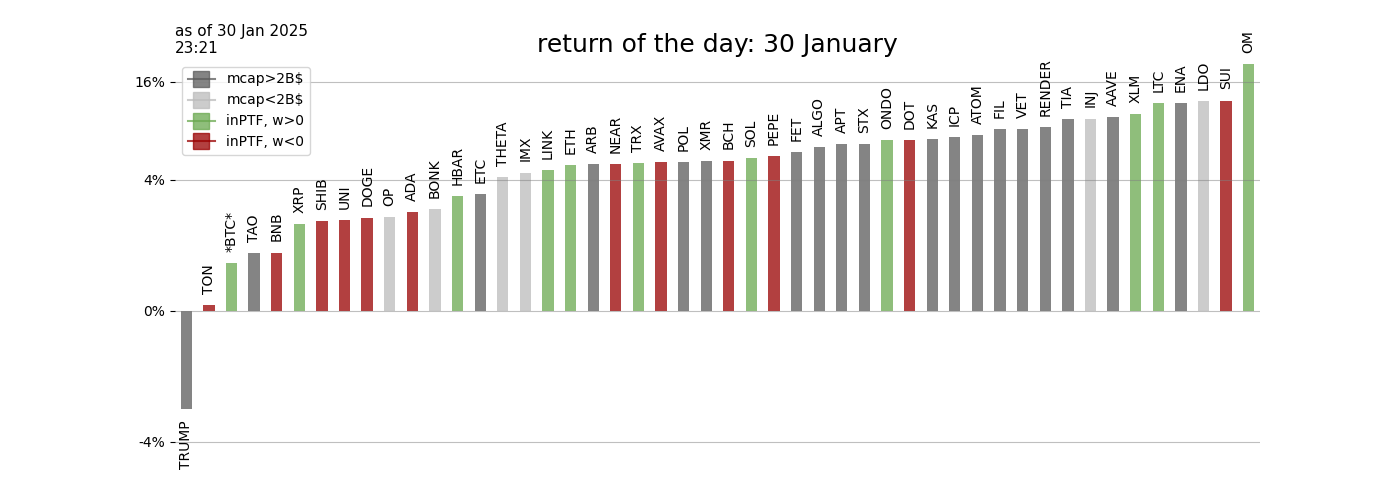 as of 30 Jan 2025
23:21
return of the day: 30 January
mcap>2B$
mcap<2B$
inPTF, w>0
inPTF, w<0
16%
4%
0%
-4%
TRUMP
TON
*BTC*
TAO
BNB
XRP
SHIB
UNI
DOGE
OP
ADA
BONK
HBAR
ETC
THETA
IMX
LINK
ETH
ARB
NEAR
TRX
AVAX
POL
XMR
BCH
SOL
PEPE
FET
ALGO
APT
STX
ONDO
DOT
KAS
ICP
ATOM
FIL
VET
RENDER
TIA
INJ
AAVE
XLM
LTC
ENA
LDO
SUI
OM